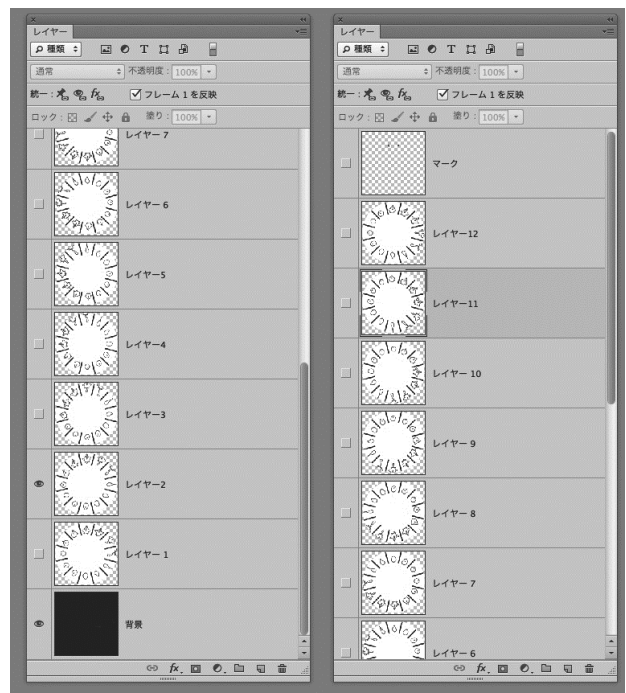 レイヤー
種類
T
通常
不透明度 : 100%
統一 :
フレーム 1 を反映
ロック :
塗り : 100%
レイヤー 7
レイヤー 6
レイヤー5
レイヤー4
レイヤー3
レイヤー2
レイヤー 1
背景
fx
レイヤー
種類
T
通常
不透明度 : 100%
統一 :
フレーム 1 を反映
ロック :
塗り : 100%
マーク
レイヤー12
レイヤー11
レイヤー 10
レイヤー 9
レイヤー 8
レイヤー 7
レイヤー 6
fx